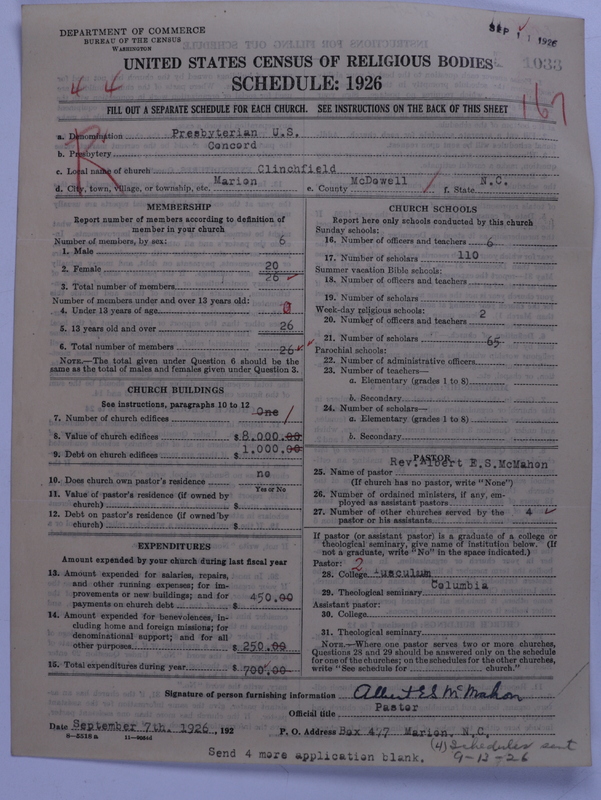 DEPARTMENT OF COMMERCE
BUREAU OF THE CENSUS
WASHINGTON
SEP 11 1926
1033
UNITED STATES CENSUS OF RELIGIOUS BODIES
SCHEDULE: 1926
4 4
167
FILL OUT A SEPARATE SCHEDULE FOR EACH CHURCH. SEE INSTRUCTIONS ON THE BACK OF THIS SHEET
R
a. Denomination Presbyterian U.S.
b. Presbytery Concord
c. Local name of church Clinchfield
d. City, town, village, or township, etc. Marion e. County McDowell f. State N.C.
MEMBERSHIP
Report number of members according to definition of
member in your church
Number of members, by sex:
1. Male 6
2. Female 20
3. Total number of members 26
Number of members under and over 13 years old:
4. Under 13 years of age 0
5. 13 years old and over 26
6. Total number of members 26
NOTE.—The total given under Question 6 should be the
same as the total of males and females given under Question 3.
CHURCH BUILDINGS
See instructions, paragraphs 10 to 12
7. Number of church edifices One 1
8. Value of church edifices $ 8,000.00
9. Debt on church edifices $ 1,000.00
10. Does church own pastor's residence no
Yes or No
11. Value of pastor's residence (if owned by
church) $
12. Debt on pastor's residence (if owned by
church) $
EXPENDITURES
Amount expended by your church during last fiscal year
13. Amount expended for salaries, repairs,
and other running expenses; for im-
provements or new buildings; and for
payments on church debt $ 450.00
14. Amount expended for benevolences, in-
cluding home and foreign missions; for
denominational support; and for all
other purposes $ 250.00
15. Total expenditures during year $ 700.00
CHURCH SCHOOLS
Report here only schools conducted by this church
Sunday schools:
16. Number of officers and teachers 6
17. Number of scholars 110
Summer vacation Bible schools:
18. Number of officers and teachers
19. Number of scholars
Week-day religious schools:
20. Number of officers and teachers 2
21. Number of scholars 65
Parochial schools:
22. Number of administrative officers
23. Number of teachers—
a. Elementary (grades 1 to 8)
b. Secondary
24. Number of scholars—
a. Elementary (grades 1 to 8)
b. Secondary
PASTOR
25. Name of pastor Rev. Albert E.S.McMahon
(If church has no pastor, write "None")
26. Number of ordained ministers, if any, em-
ployed as assistant pastors
27. Number of other churches served by the
pastor or his assistants 4
If pastor (or assistant pastor) is a graduate of a college or
theological seminary, give name of institution below. (If
not a graduate, write "No" in the space indicated.)
Pastor: 2
28. College Tusculum
29. Theological seminary Columbia
Assistant pastor:
30. College
31. Theological seminary
NOTE.—Where one pastor serves two or more churches,
Questions 28 and 29 should be answered only on the schedule
for one of the churches; on the schedules for the other churches,
write "See schedule for church."
Signature of person furnishing information Albert E S McMahon
Official title Pastor
Date September 7th. 1926 , 192 P. O. Address Box 477 Marion, N.C.
Send 4 more application blank.
(4) Schedules sent
9-13-26